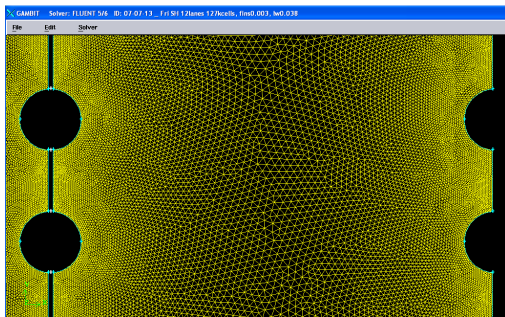 GAMBIT Solver: FLUENT 5/6 ID: 07-07-13 _ Fri SH 12lanes 127kcells, fins0.003, lw0.038
File Edit Solver